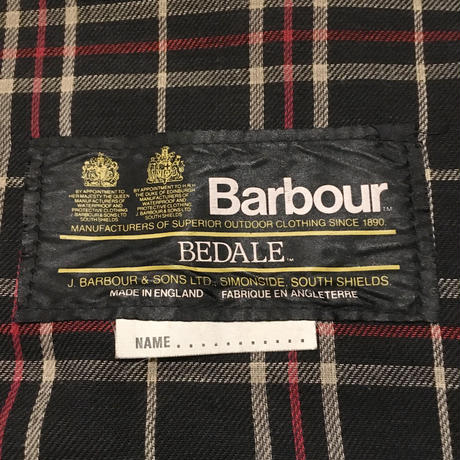 BY APPOINTMENT TO
HER MAJESTY THE QUEEN
MANUFACTURERS OF
WATERPROOF AND
PROTECTIVE CLOTHING
J. BARBOUR & SONS LTD
SOUTH SHIELDS
BY APPOINTMENT TO H.R.H.
THE DUKE OF EDINBURGH
MANUFACTURERS OF
WATERPROOF AND
PROTECTIVE CLOTHING
J. BARBOUR & SONS LTD
SOUTH SHIELDS.
Barbour™
MANUFACTURERS OF SUPERIOR OUTDOOR CLOTHING SINCE 1890.
BEDALE™
J. BARBOUR & SONS LTD., SIMONSIDE, SOUTH SHIELDS.
MADE IN ENGLAND FABRIQUE EN ANGLETERRE
NAME...........